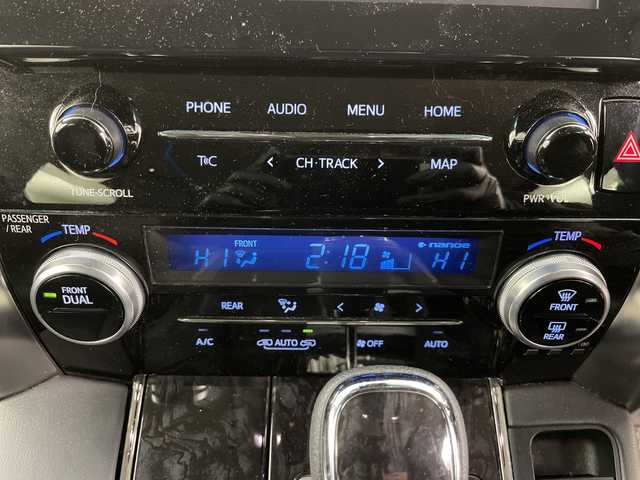 PHONE AUDIO MENU HOME
T C CH·TRACK MAP
TUNE·SCROLL PWR·VOL
PASSENGER
/REAR
TEMP TEMP
FRONT
HI 2:18 nanoe HI
FRONT
DUAL
FRONT
REAR
REAR
A/C AUTO OFF AUTO